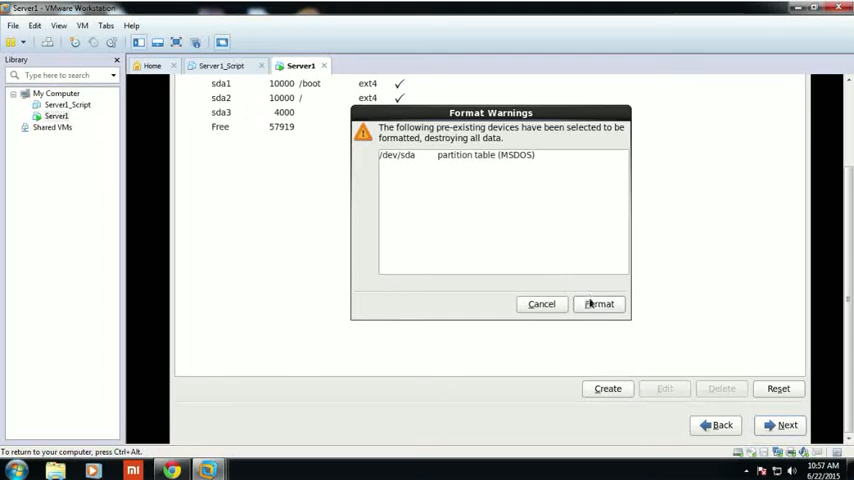 Server1 - VMware Workstation
File Edit View VM Tabs Help
Library
Type here to search
My Computer
Server1_Script
Server1
Shared VMs
Home Server1_Script Server1
sda1 10000 /boot ext4
sda2 10000 / ext4
sda3 4000
Free 57919
Format Warnings
The following pre-existing devices have been selected to be
formatted, destroying all data.
/dev/sda partition table (MSDOS)
Cancel Format
Create Edit Delete Reset
Back Next
To return to your computer, press Ctrl+Alt.
10:57 AM
6/22/2015